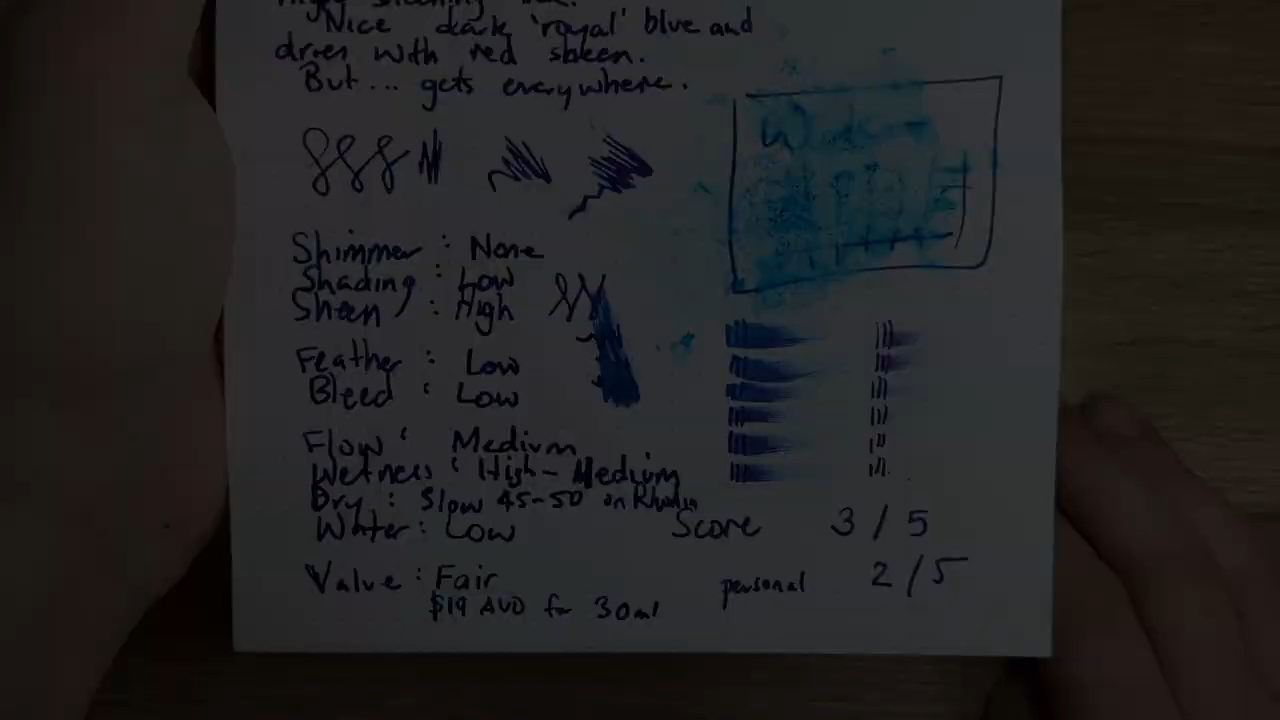 Nice dark 'royal' blue and
dries with red sheen.
But... gets everywhere.
Shimmer : None
Shading : Low
Sheen : High
Feather : Low
Bleed : Low
Flow : Medium
Wetness : High - Medium
Dry : Slow 45-50 on Rhodia
Water : Low
Score 3/5
Value : Fair
personal 2/5
$19 AUD for 30ml